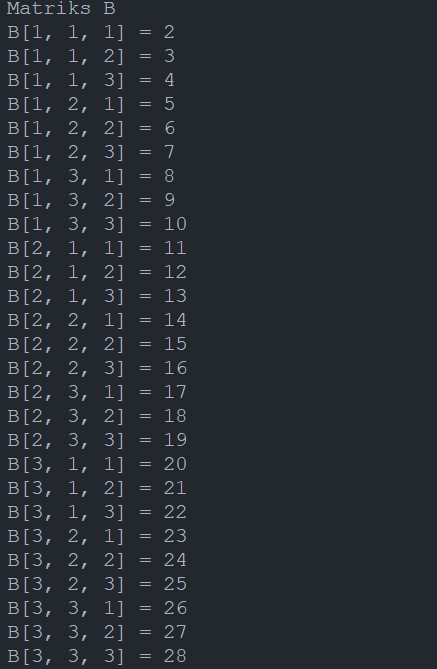 Matriks B
B[1, 1, 1] = 2
B[1, 1, 2] = 3
B[1, 1, 3] = 4
B[1, 2, 1] = 5
B[1, 2, 2] = 6
B[1, 2, 3] = 7
B[1, 3, 1] = 8
B[1, 3, 2] = 9
B[1, 3, 3] = 10
B[2, 1, 1] = 11
B[2, 1, 2] = 12
B[2, 1, 3] = 13
B[2, 2, 1] = 14
B[2, 2, 2] = 15
B[2, 2, 3] = 16
B[2, 3, 1] = 17
B[2, 3, 2] = 18
B[2, 3, 3] = 19
B[3, 1, 1] = 20
B[3, 1, 2] = 21
B[3, 1, 3] = 22
B[3, 2, 1] = 23
B[3, 2, 2] = 24
B[3, 2, 3] = 25
B[3, 3, 1] = 26
B[3, 3, 2] = 27
B[3, 3, 3] = 28